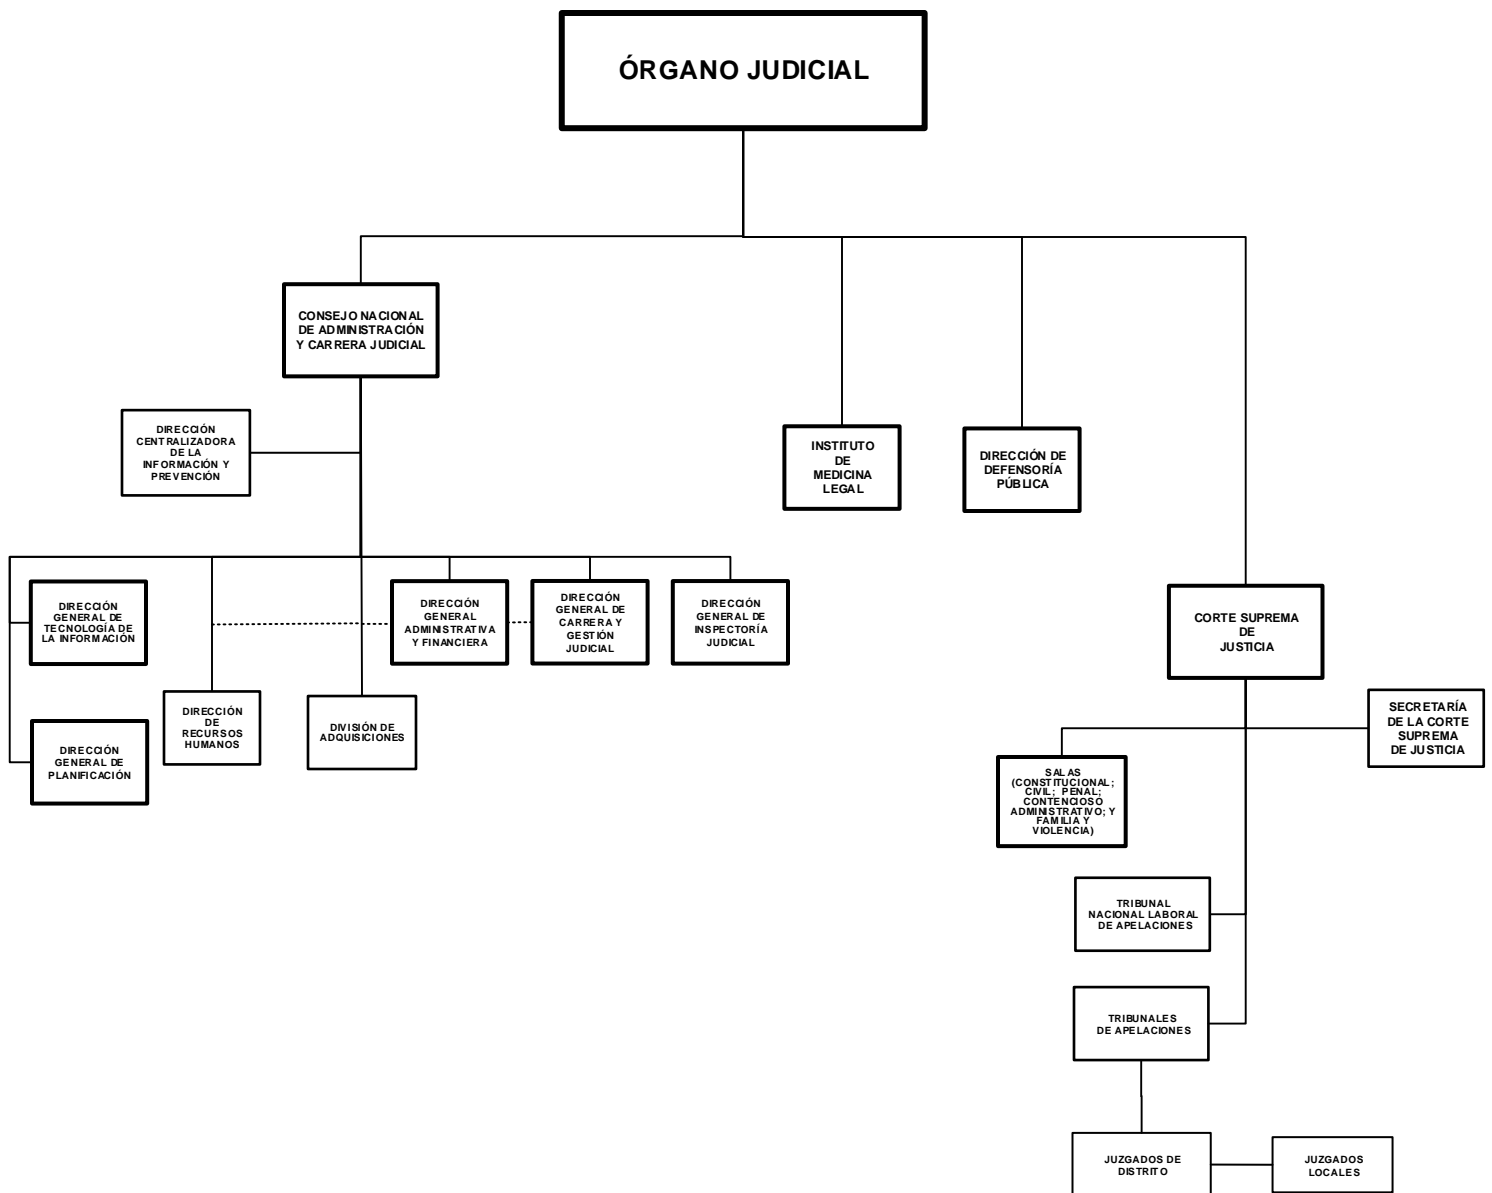 ÓRGANO JUDICIAL
CONSEJO NACIONAL
DE ADMINISTRACIÓN
Y CARRERA JUDICIAL
DIRECCIÓN
CENTRALIZADORA
DE LA
INFORMACIÓN Y
PREVENCIÓN
INSTITUTO
DE
MEDICINA
LEGAL
DIRECCIÓN DE
DEFENSORÍA
PÚBLICA
DIRECCIÓN
GENERAL DE
TECNOLOGÍA DE
LA INFORMACIÓN
DIRECCIÓN
GENERAL
ADMINISTRATIVA
Y FINANCIERA
DIRECCIÓN
GENERAL DE
CARRERA Y
GESTIÓN
JUDICIAL
DIRECCIÓN
GENERAL DE
INSPECTORÍA
JUDICIAL
CORTE SUPREMA
DE
JUSTICIA
DIRECCIÓN
DE
RECURSOS
HUMANOS
DIVISIÓN DE
ADQUISICIONES
DIRECCIÓN
GENERAL DE
PLANIFICACIÓN
SECRETARÍA
DE LA CORTE
SUPREMA
DE JUSTICIA
SALAS
(CONSTITUCIONAL;
CIVIL; PENAL;
CONTENCIOSO
ADMINISTRATIVO; Y
FAMILIA Y
VIOLENCIA)
TRIBUNAL
NACIONAL LABORAL
DE APELACIONES
TRIBUNALES
DE APELACIONES
JUZGADOS DE
DISTRITO
JUZGADOS
LOCALES